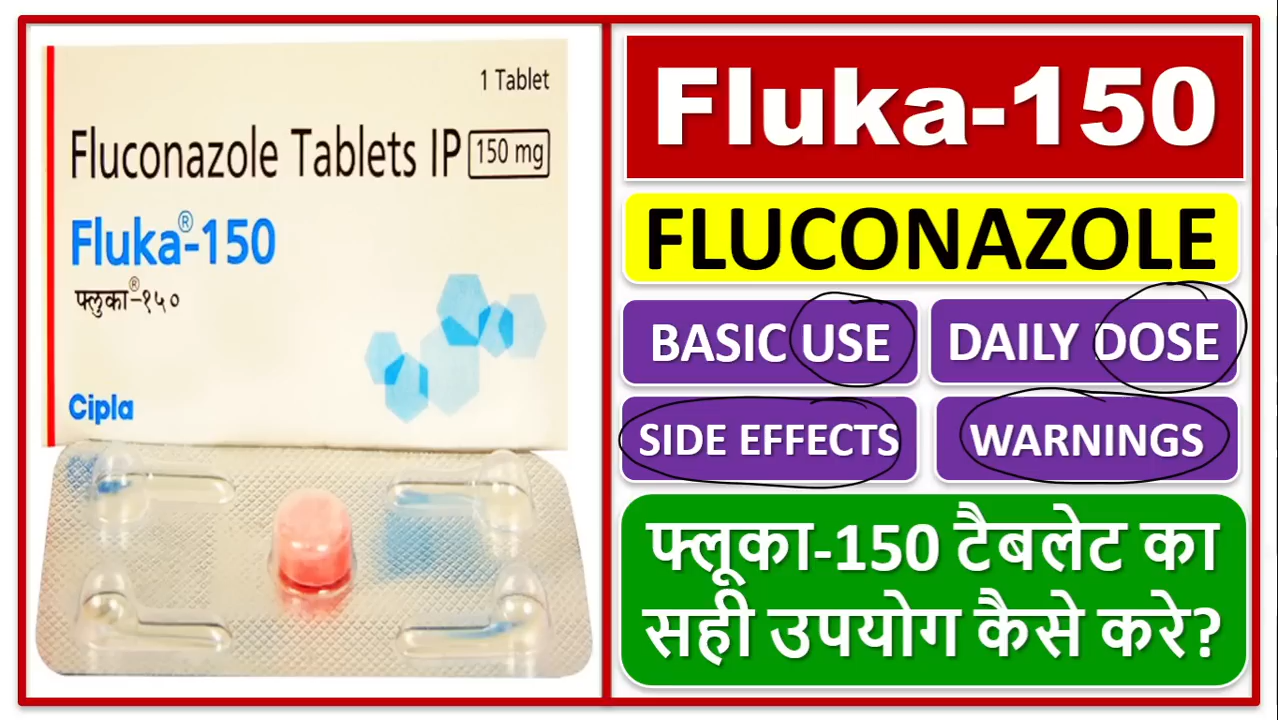 1 Tablet
Fluconazole Tablets IP 150 mg
Fluka®-150
फ्लुका®-१५०
Cipla
Fluka-150
FLUCONAZOLE
BASIC USE
DAILY DOSE
SIDE EFFECTS
WARNINGS
फ्लूका-150 टैबलेट का
सही उपयोग कैसे करे?